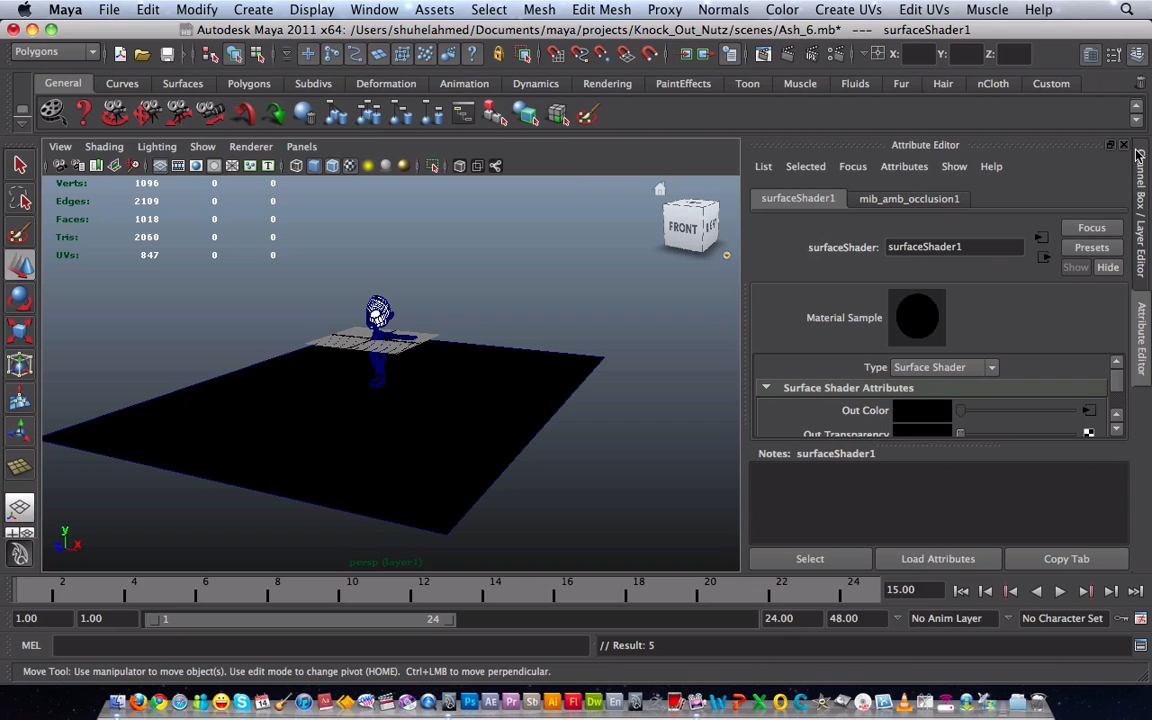 Maya File Edit Modify Create Display Window Assets Select Mesh Edit Mesh Proxy Normals Color Create UVs Edit UVs Muscle Help
Autodesk Maya 2011 x64: /Users/shuhelahmed/Documents/maya/projects/Knock_Out_Nutz/scenes/Ash_6.mb* --- surfaceShader1
Polygons X: Y: Z:
General Curves Surfaces Polygons Subdivs Deformation Animation Rendering PaintEffects Toon Muscle Fluids Fur Hair nCloth Custom
View Shading Lighting Show Renderer Panels
Verts: 1096 0 0
Edges: 2109 0 0
Faces: 1018 0 0
Tris: 2060 0 0
UVs: 847 0 0
FRONT LEFT
y
x
persp (layer1)
Attribute Editor
List Selected Focus Attributes Show Help
surfaceShader1 mib_amb_occlusion1
Focus
surfaceShader: surfaceShader1 Presets
Show Hide
Material Sample
Type Surface Shader
Surface Shader Attributes
Out Color
Out Transparency
Notes: surfaceShader1
Select Load Attributes Copy Tab
Channel Box / Layer Editor
Attribute Editor
2 4 6 8 10 12 14 16 18 20 22 24 15.00
1.00 1.00 1 24 24.00 48.00 No Anim Layer No Character Set
MEL // Result: 5
Move Tool: Use manipulator to move object(s). Use edit mode to change pivot (HOME). Ctrl+LMB to move perpendicular.